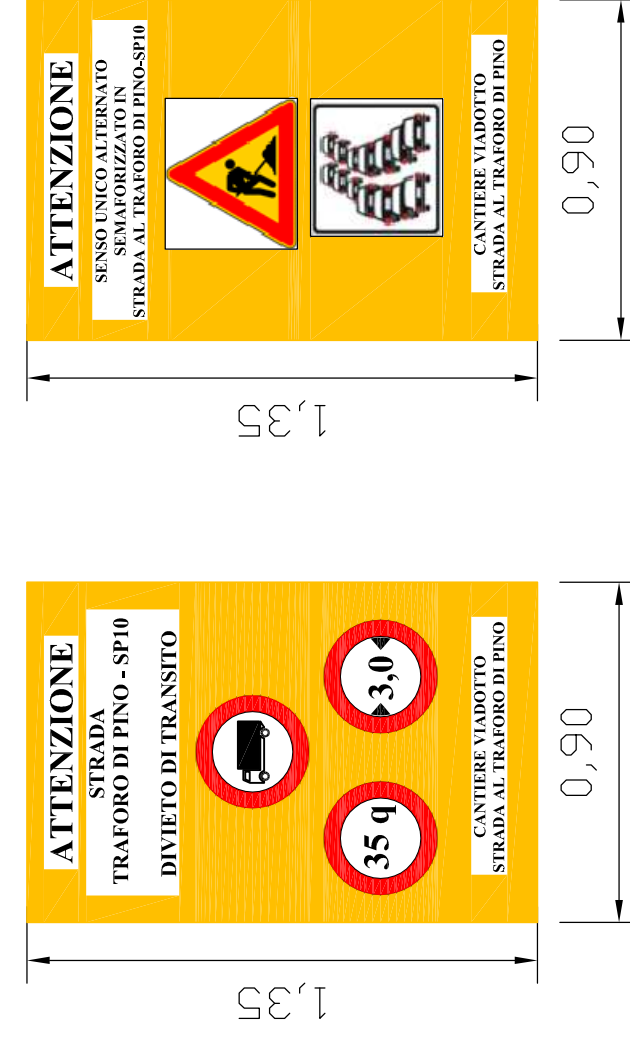 ATTENZIONE
STRADA
TRAFORO DI PINO - SP10
DIVIETO DI TRANSITO
35 q
3,0
CANTIERE VIADOTTO
STRADA AL TRAFORO DI PINO
1,35
0,90
ATTENZIONE
SENSO UNICO ALTERNATO
SEMAFORIZZATO IN
STRADA AL TRAFORO DI PINO-SP10
CANTIERE VIADOTTO
STRADA AL TRAFORO DI PINO
1,35
0,90